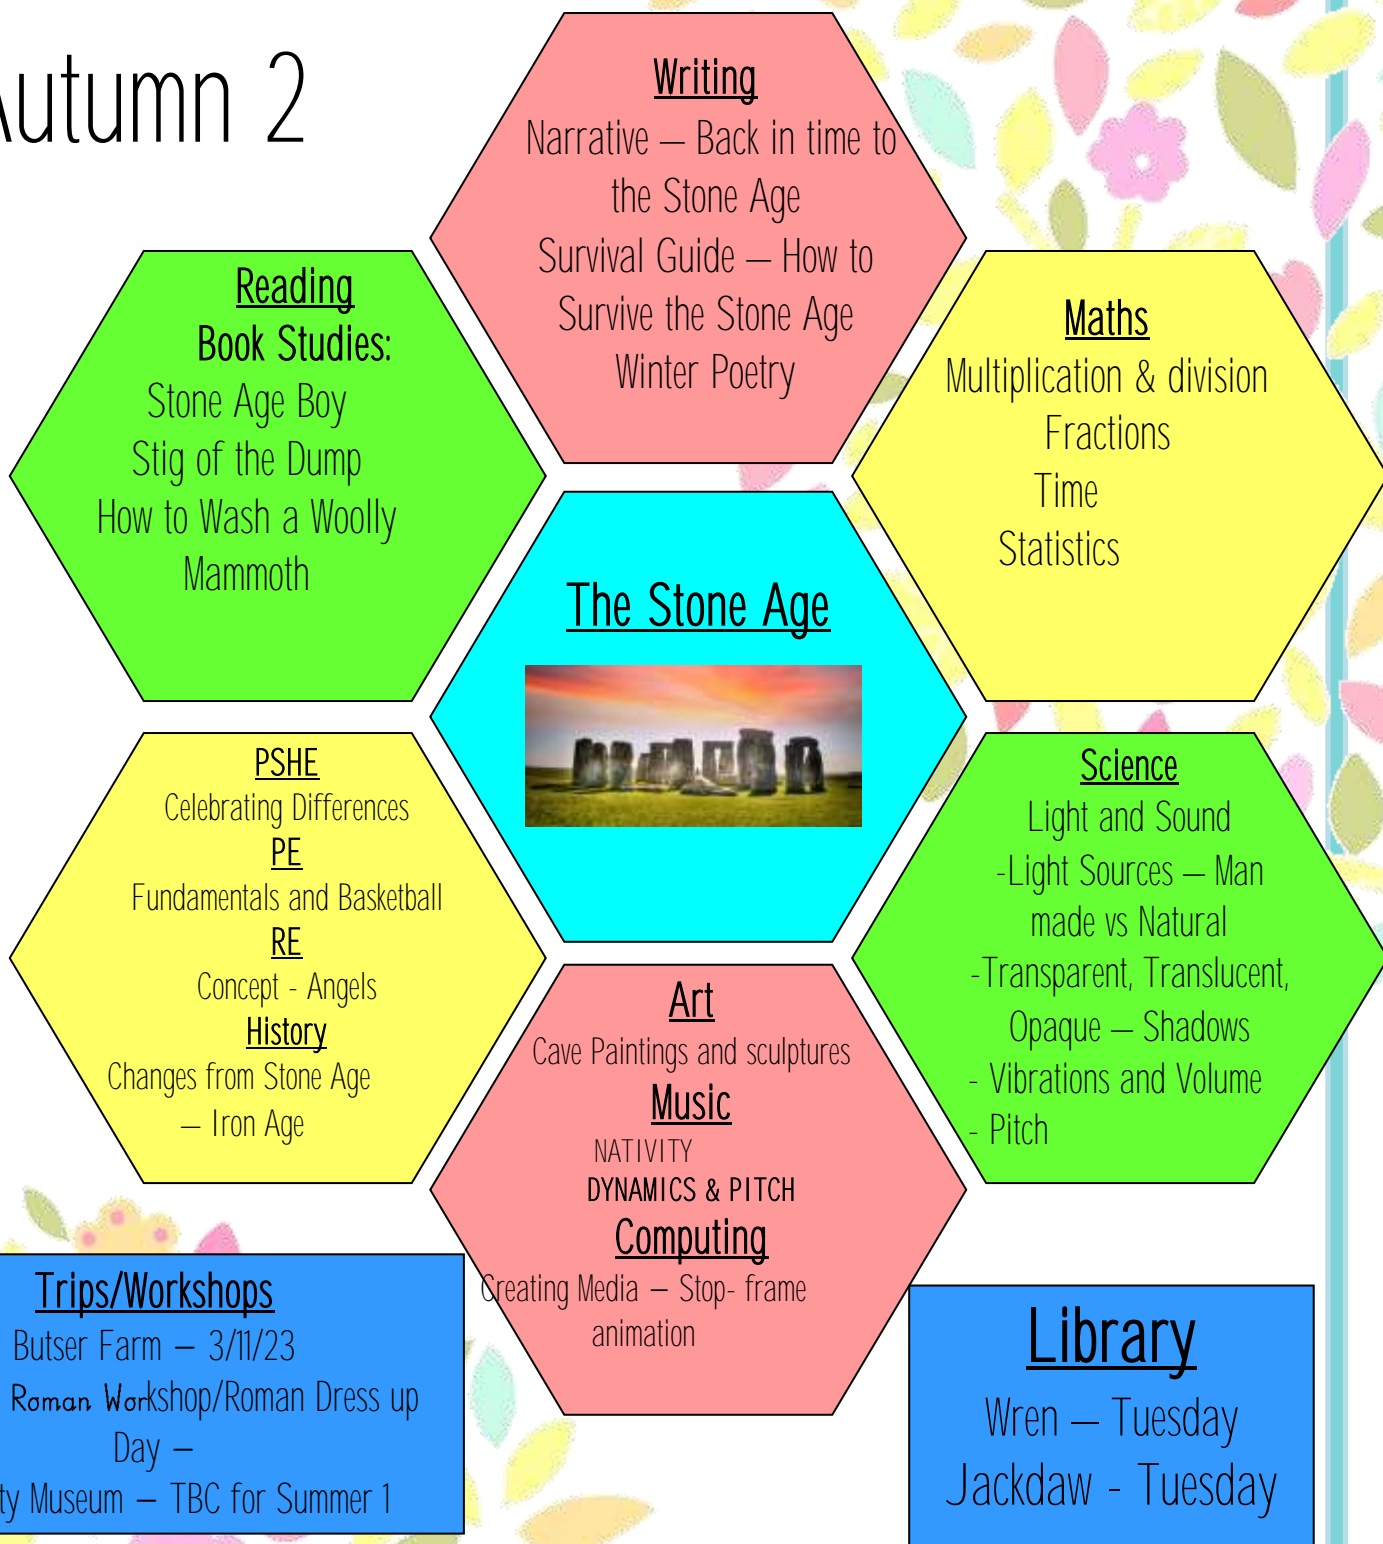 Autumn 2
Writing
Narrative – Back in time to
the Stone Age
Survival Guide – How to
Survive the Stone Age
Winter Poetry
Reading
Book Studies:
Stone Age Boy
Stig of the Dump
How to Wash a Woolly
Mammoth
Maths
Multiplication & division
Fractions
Time
Statistics
The Stone Age
PSHE
Celebrating Differences
PE
Fundamentals and Basketball
RE
Concept - Angels
History
Changes from Stone Age
– Iron Age
Science
Light and Sound
-Light Sources – Man
made vs Natural
-Transparent, Translucent,
Opaque – Shadows
- Vibrations and Volume
- Pitch
Art
Cave Paintings and sculptures
Music
NATIVITY
DYNAMICS & PITCH
Computing
Creating Media – Stop- frame
animation
Trips/Workshops
Butser Farm – 3/11/23
Roman Workshop/Roman Dress up
Day –
Museum – TBC for Summer 1
Library
Wren – Tuesday
Jackdaw - Tuesday